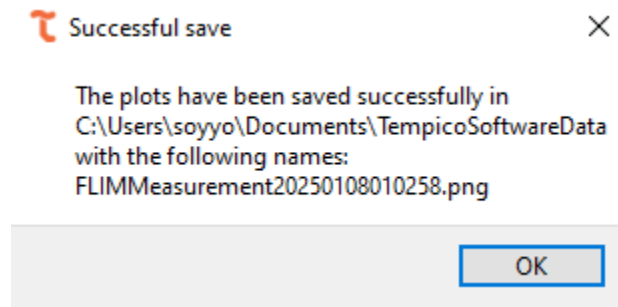 Successful save
The plots have been saved successfully in
C:\Users\soyyo\Documents\TempicoSoftwareData
with the following names:
FLIMMeasurement20250108010258.png
OK